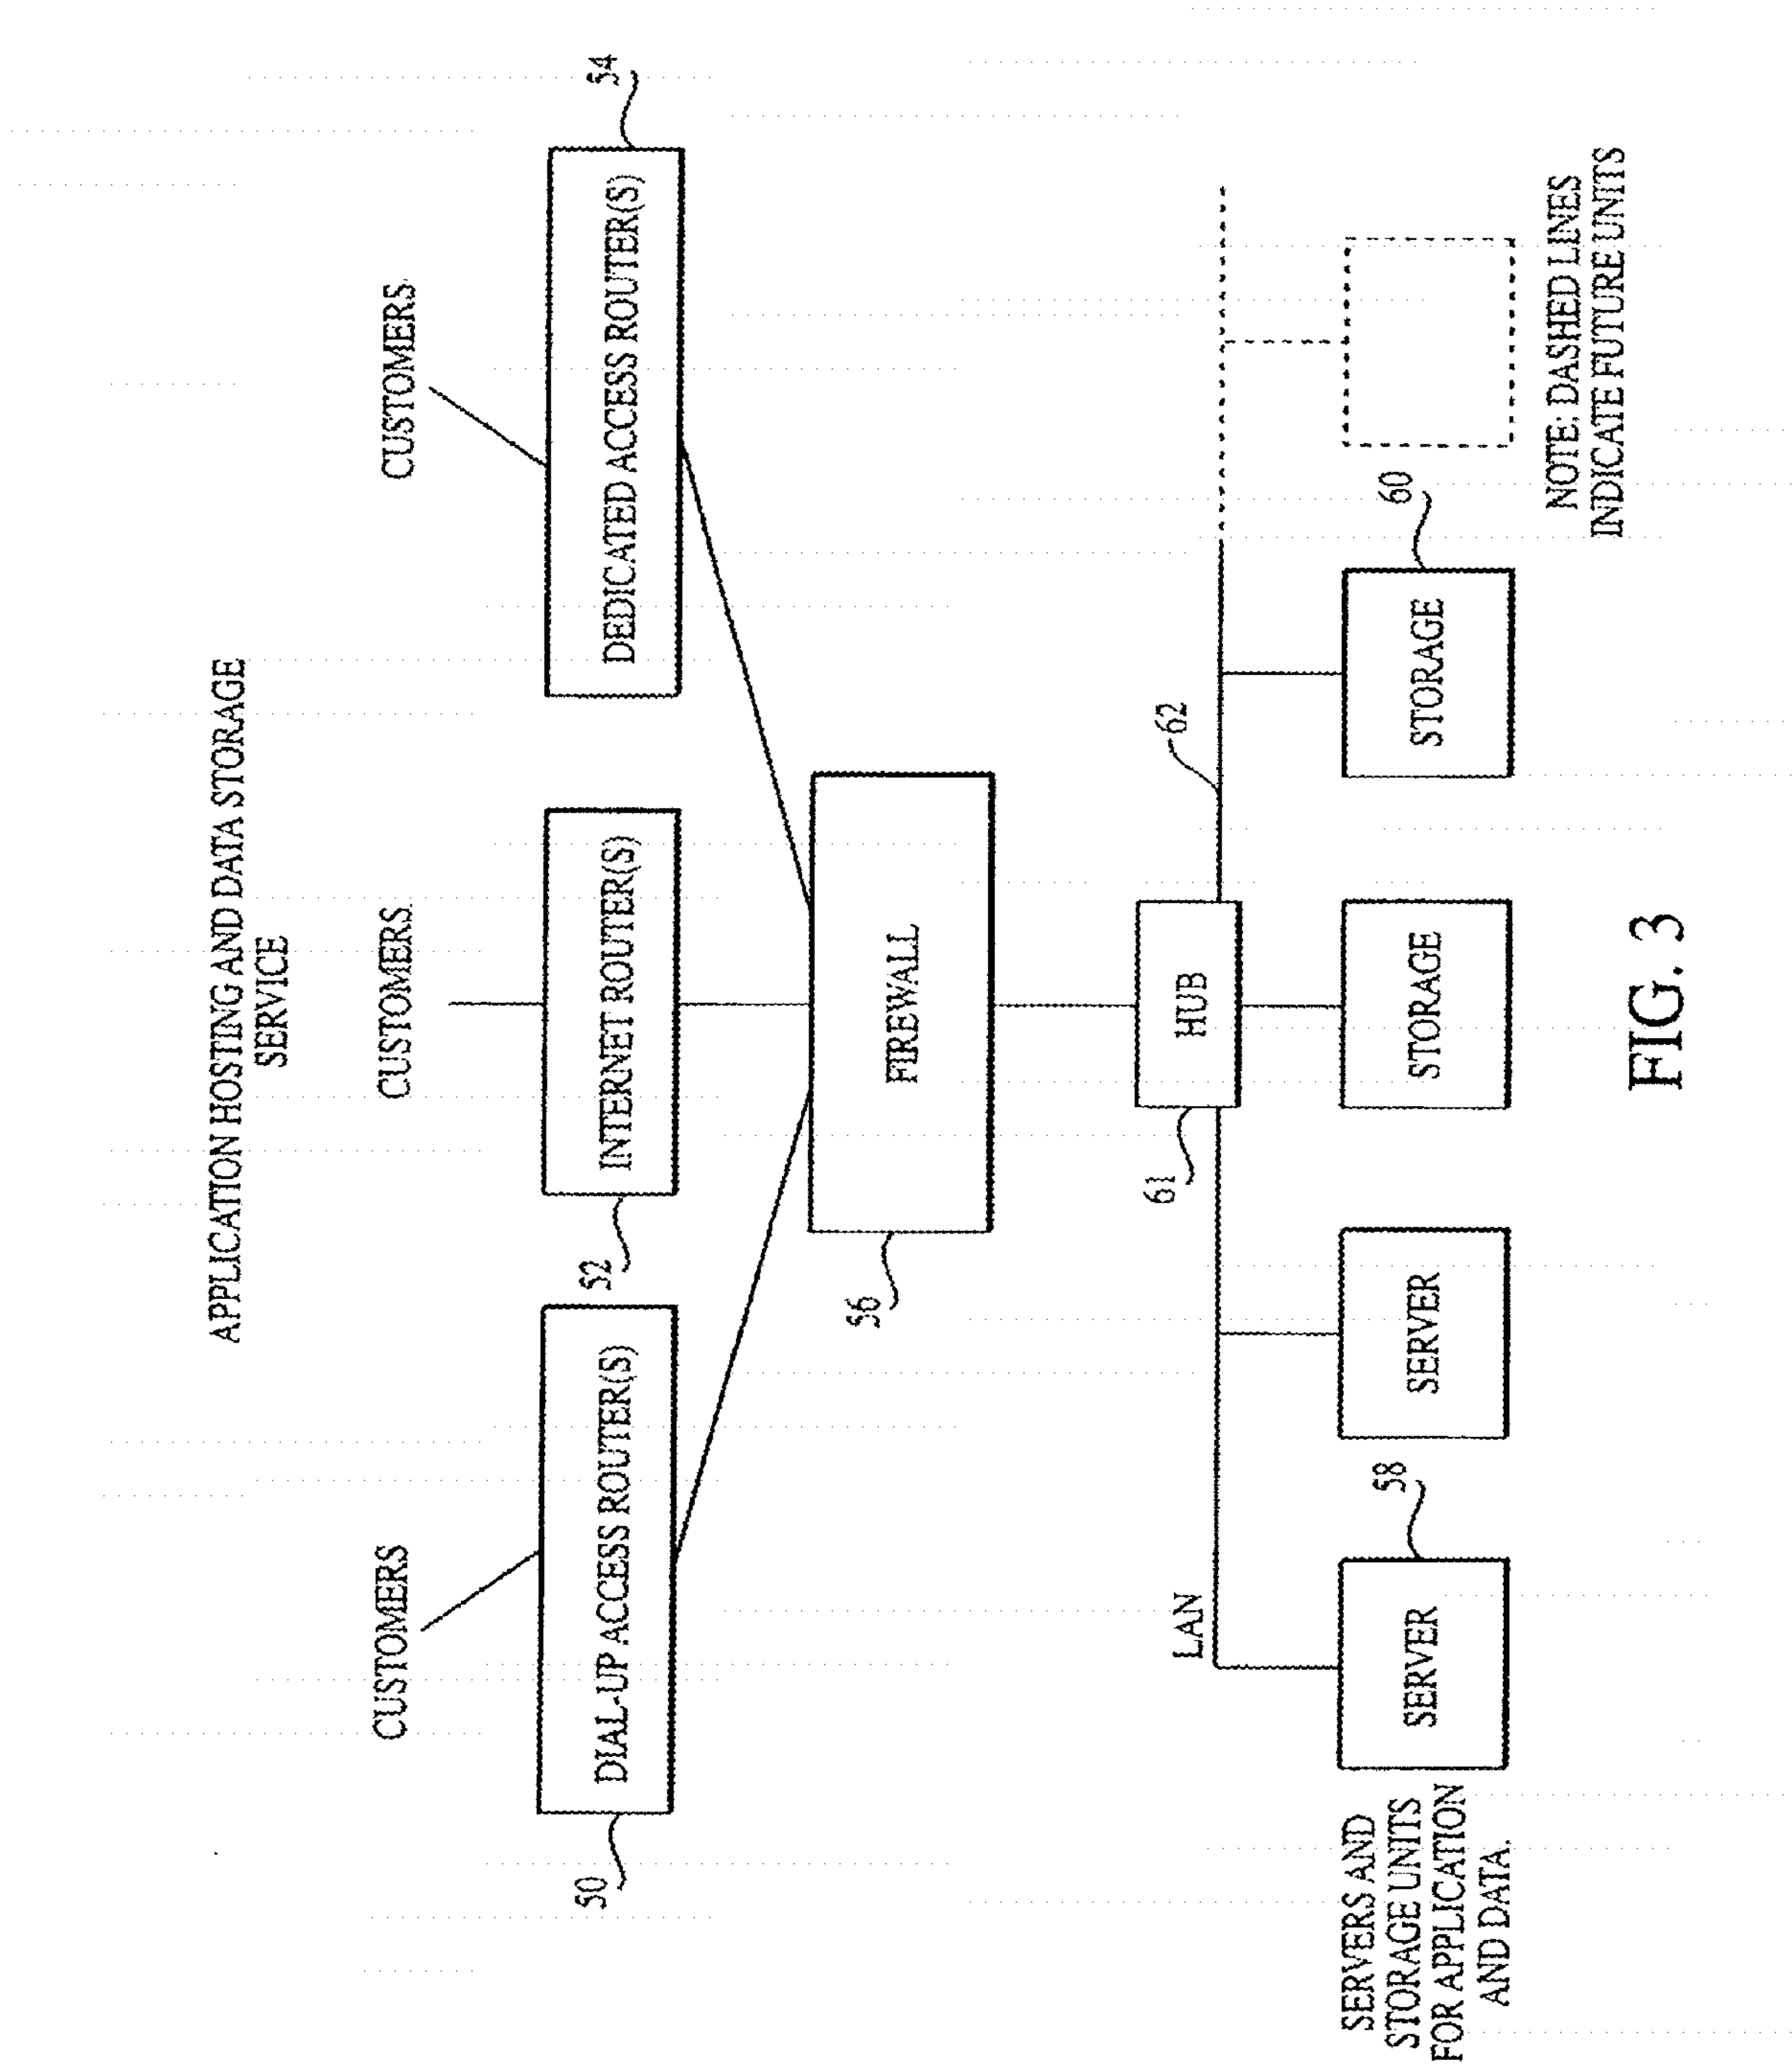 APPLICATION HOSTING AND DATA STORAGE
SERVICE
CUSTOMERS
CUSTOMERS
CUSTOMERS
50
DIAL-UP ACCESS ROUTER(S)
52
INTERNET ROUTER(S)
DEDICATED ACCESS ROUTER(S)
54
56
FIREWALL
LAN
61
HUB
62
SERVERS AND
STORAGE UNITS
FOR APPLICATION
AND DATA.
SERVER
58
SERVER
STORAGE
STORAGE
60
NOTE: DASHED LINES
INDICATE FUTURE UNITS
FIG. 3